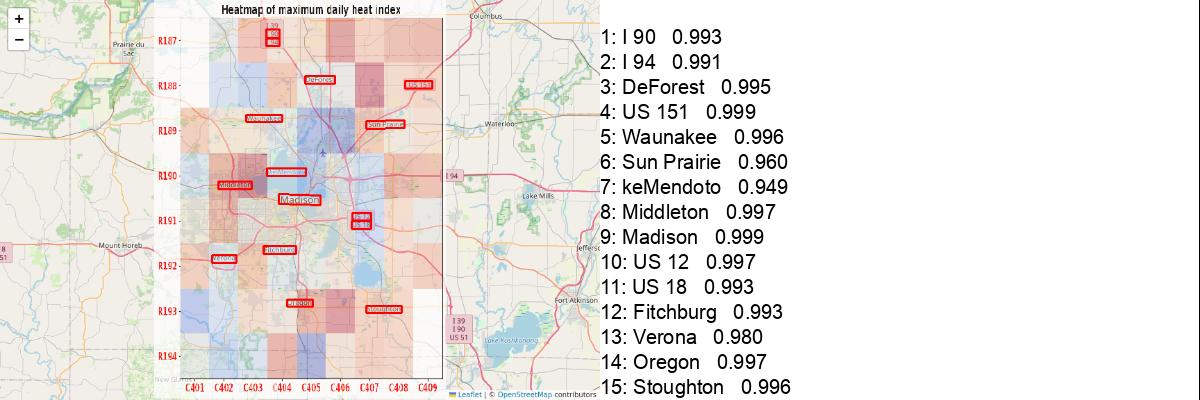 Heatmap of maximum daily heat index
+
−
Columbus
Prairie du
Sac
I 39
I 90
I 94
R187
DeForest
US 151
R188
Waunakee
Sun Prairie
Waterloo
R189
R190
Middleton
Madison
I 94
Lake Mills
US 12
US 18
R191
Mount Horeb
Fitchburg
Verona
Jefferso
R192
8
51
Oregon
Stoughton
Fort Atkinson
R193
I 39
I 90
US 51
Lake Koshkonong
R194
New Glarus
C401 C402 C403 C404 C405 C406 C407 C408 C409
Leaflet | © OpenStreetMap contributors
1: I 90 0.993
2: I 94 0.991
3: DeForest 0.995
4: US 151 0.999
5: Waunakee 0.996
6: Sun Prairie 0.960
7: keMendoto 0.949
8: Middleton 0.997
9: Madison 0.999
10: US 12 0.997
11: US 18 0.993
12: Fitchburg 0.993
13: Verona 0.980
14: Oregon 0.997
15: Stoughton 0.996